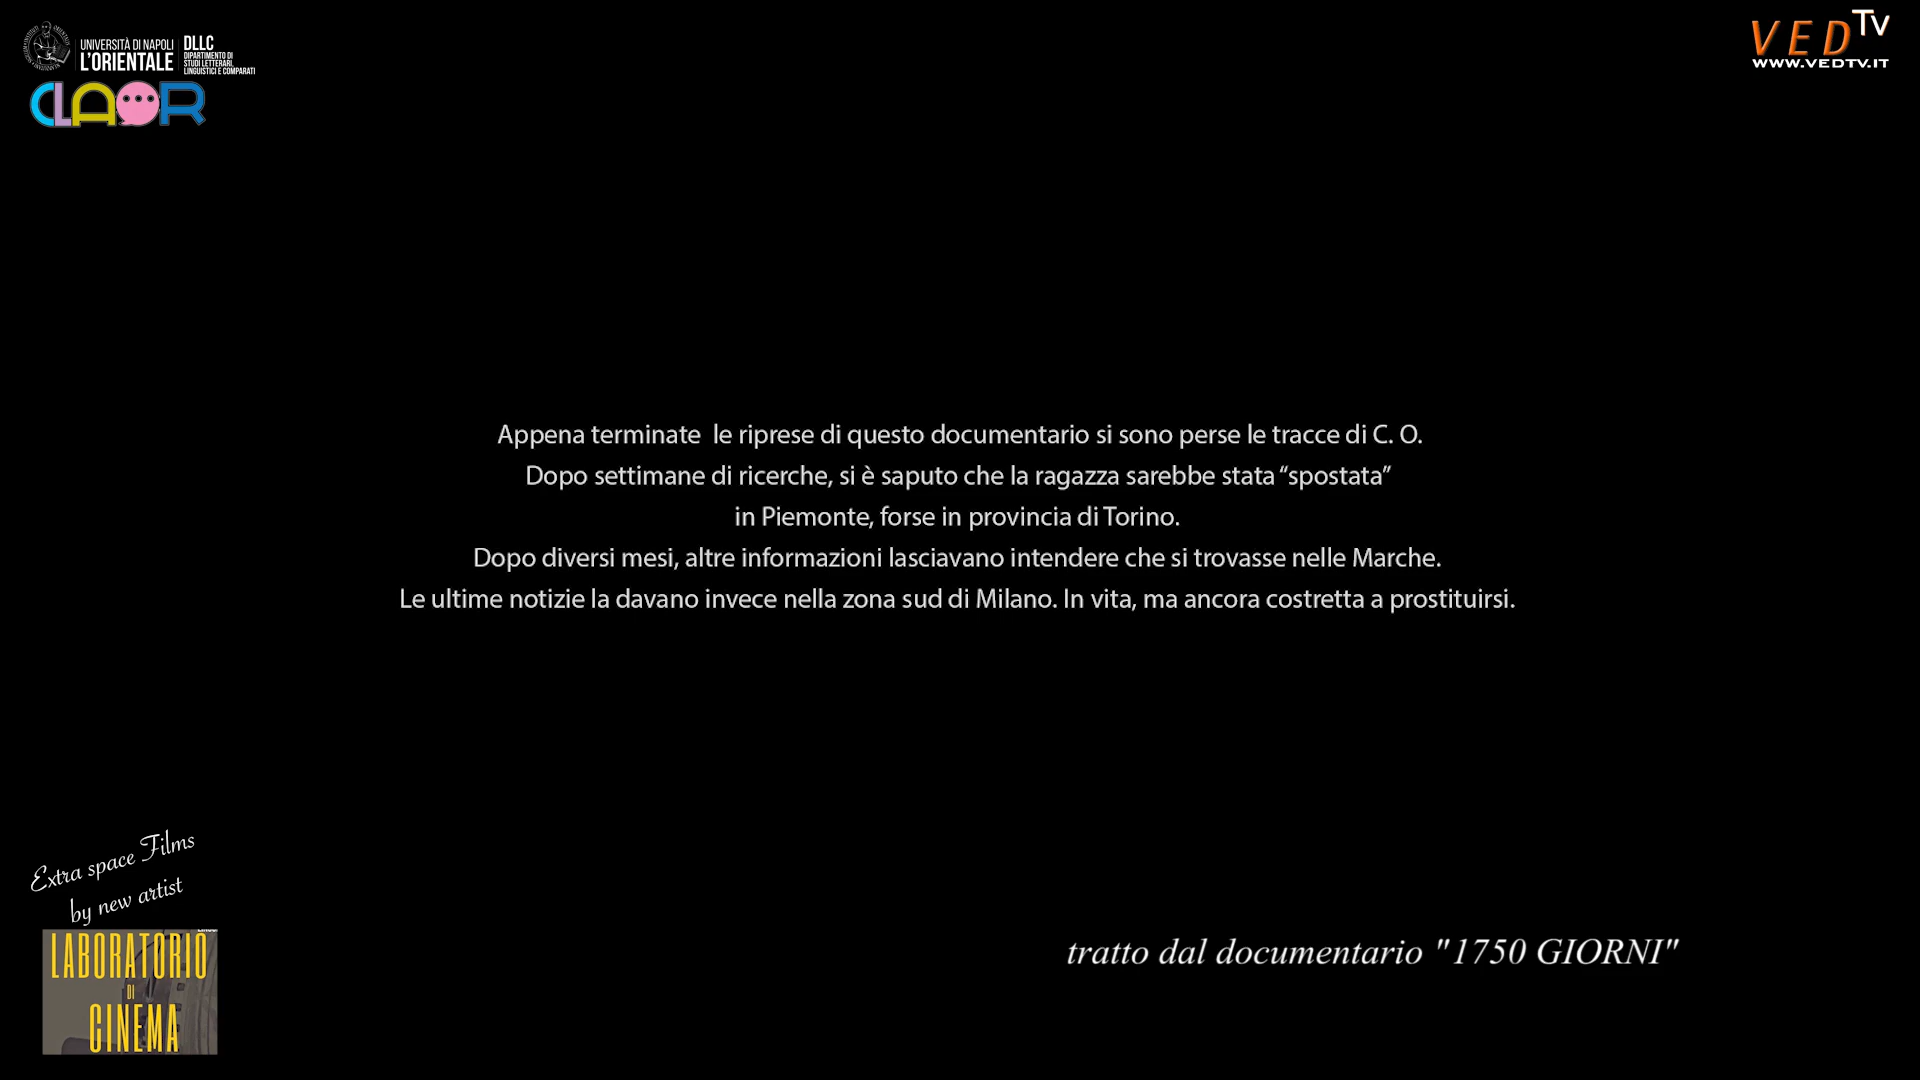 UNIVERSITÀ DI NAPOLI
L'ORIENTALE
DLLC
DIPARTIMENTO DI
STUDI LETTERARI,
LINGUISTICI E COMPARATI
CLAOR
VED TV
WWW.VEDTV.IT
Appena terminate  le riprese di questo documentario si sono perse le tracce di C. O.
Dopo settimane di ricerche, si è saputo che la ragazza sarebbe stata “spostata”
in Piemonte, forse in provincia di Torino.
Dopo diversi mesi, altre informazioni lasciavano intendere che si trovasse nelle Marche.
Le ultime notizie la davano invece nella zona sud di Milano. In vita, ma ancora costretta a prostituirsi.
Extra space Films
by new artist
LABORATORIO
DI
CINEMA
tratto dal documentario "1750 GIORNI"